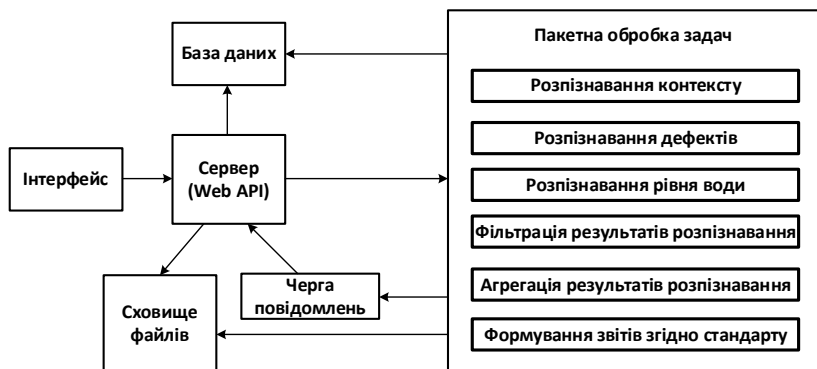 База даних
Інтерфейс
Сервер
(Web API)
Сховище
файлів
Черга
повідомлень
Пакетна обробка задач
Розпізнавання контексту
Розпізнавання дефектів
Розпізнавання рівня води
Фільтрація результатів розпізнавання
Агрегація результатів розпізнавання
Формування звітів згідно стандарту